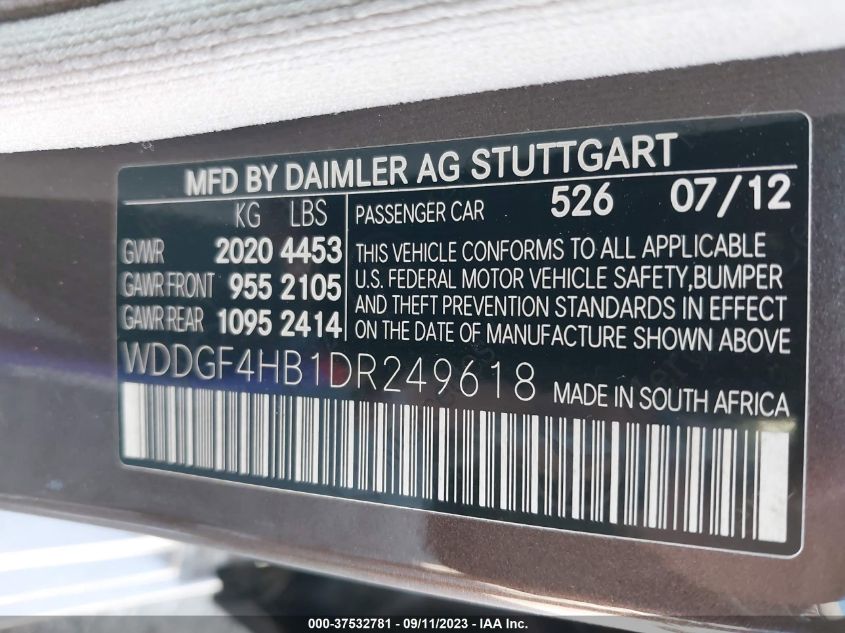 MFD BY DAIMLER AG STUTTGART
KG LBS
GVWR 2020 4453
GAWR FRONT 955 2105
GAWR REAR 1095 2414
PASSENGER CAR 526 07/12
THIS VEHICLE CONFORMS TO ALL APPLICABLE
U.S. FEDERAL MOTOR VEHICLE SAFETY,BUMPER
AND THEFT PREVENTION STANDARDS IN EFFECT
ON THE DATE OF MANUFACTURE SHOWN ABOVE
WDDGF4HB1DR249618 MADE IN SOUTH AFRICA
000-37532781 - 09/11/2023 - IAA Inc.